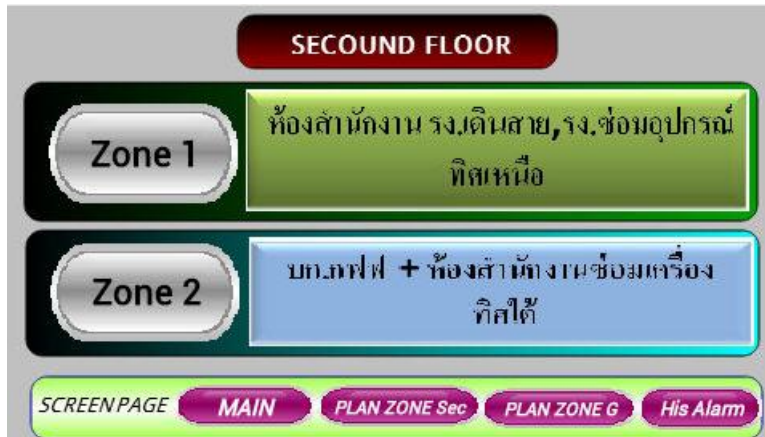 SECOUND FLOOR
Zone 1
ห้องสำนักงาน รง.เดินสาย,รง.ซ่อมอุปกรณ์
ทิศเหนือ
Zone 2
บก.กฟฟ + ห้องสำนักงานซ่อมเครื่อง
ทิศใต้
SCREEN PAGE MAIN PLAN ZONE Sec PLAN ZONE G His Alarm